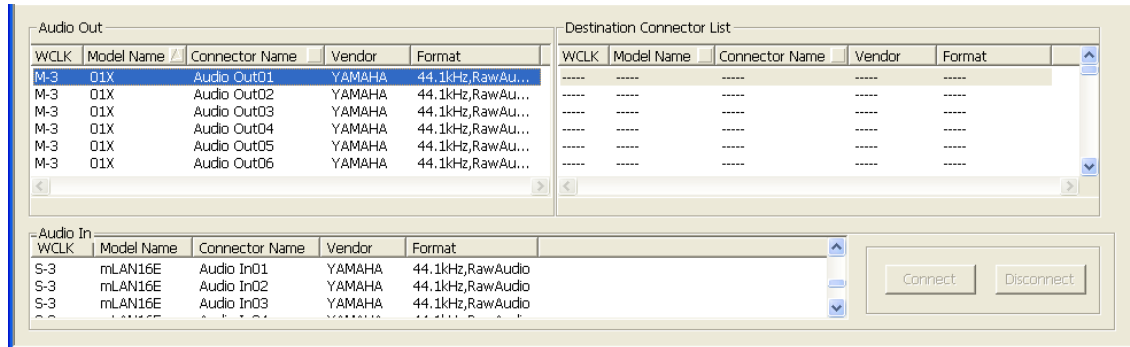 Audio Out
WCLK Model Name Connector Name Vendor Format
M-3 01X Audio Out01 YAMAHA 44.1kHz,RawAu...
M-3 01X Audio Out02 YAMAHA 44.1kHz,RawAu...
M-3 01X Audio Out03 YAMAHA 44.1kHz,RawAu...
M-3 01X Audio Out04 YAMAHA 44.1kHz,RawAu...
M-3 01X Audio Out05 YAMAHA 44.1kHz,RawAu...
M-3 01X Audio Out06 YAMAHA 44.1kHz,RawAu...
Destination Connector List
WCLK Model Name Connector Name Vendor Format
----- ----- ----- ----- -----
----- ----- ----- ----- -----
----- ----- ----- ----- -----
----- ----- ----- ----- -----
----- ----- ----- ----- -----
----- ----- ----- ----- -----
Audio In
WCLK Model Name Connector Name Vendor Format
S-3 mLAN16E Audio In01 YAMAHA 44.1kHz,RawAudio
S-3 mLAN16E Audio In02 YAMAHA 44.1kHz,RawAudio
S-3 mLAN16E Audio In03 YAMAHA 44.1kHz,RawAudio
Connect Disconnect